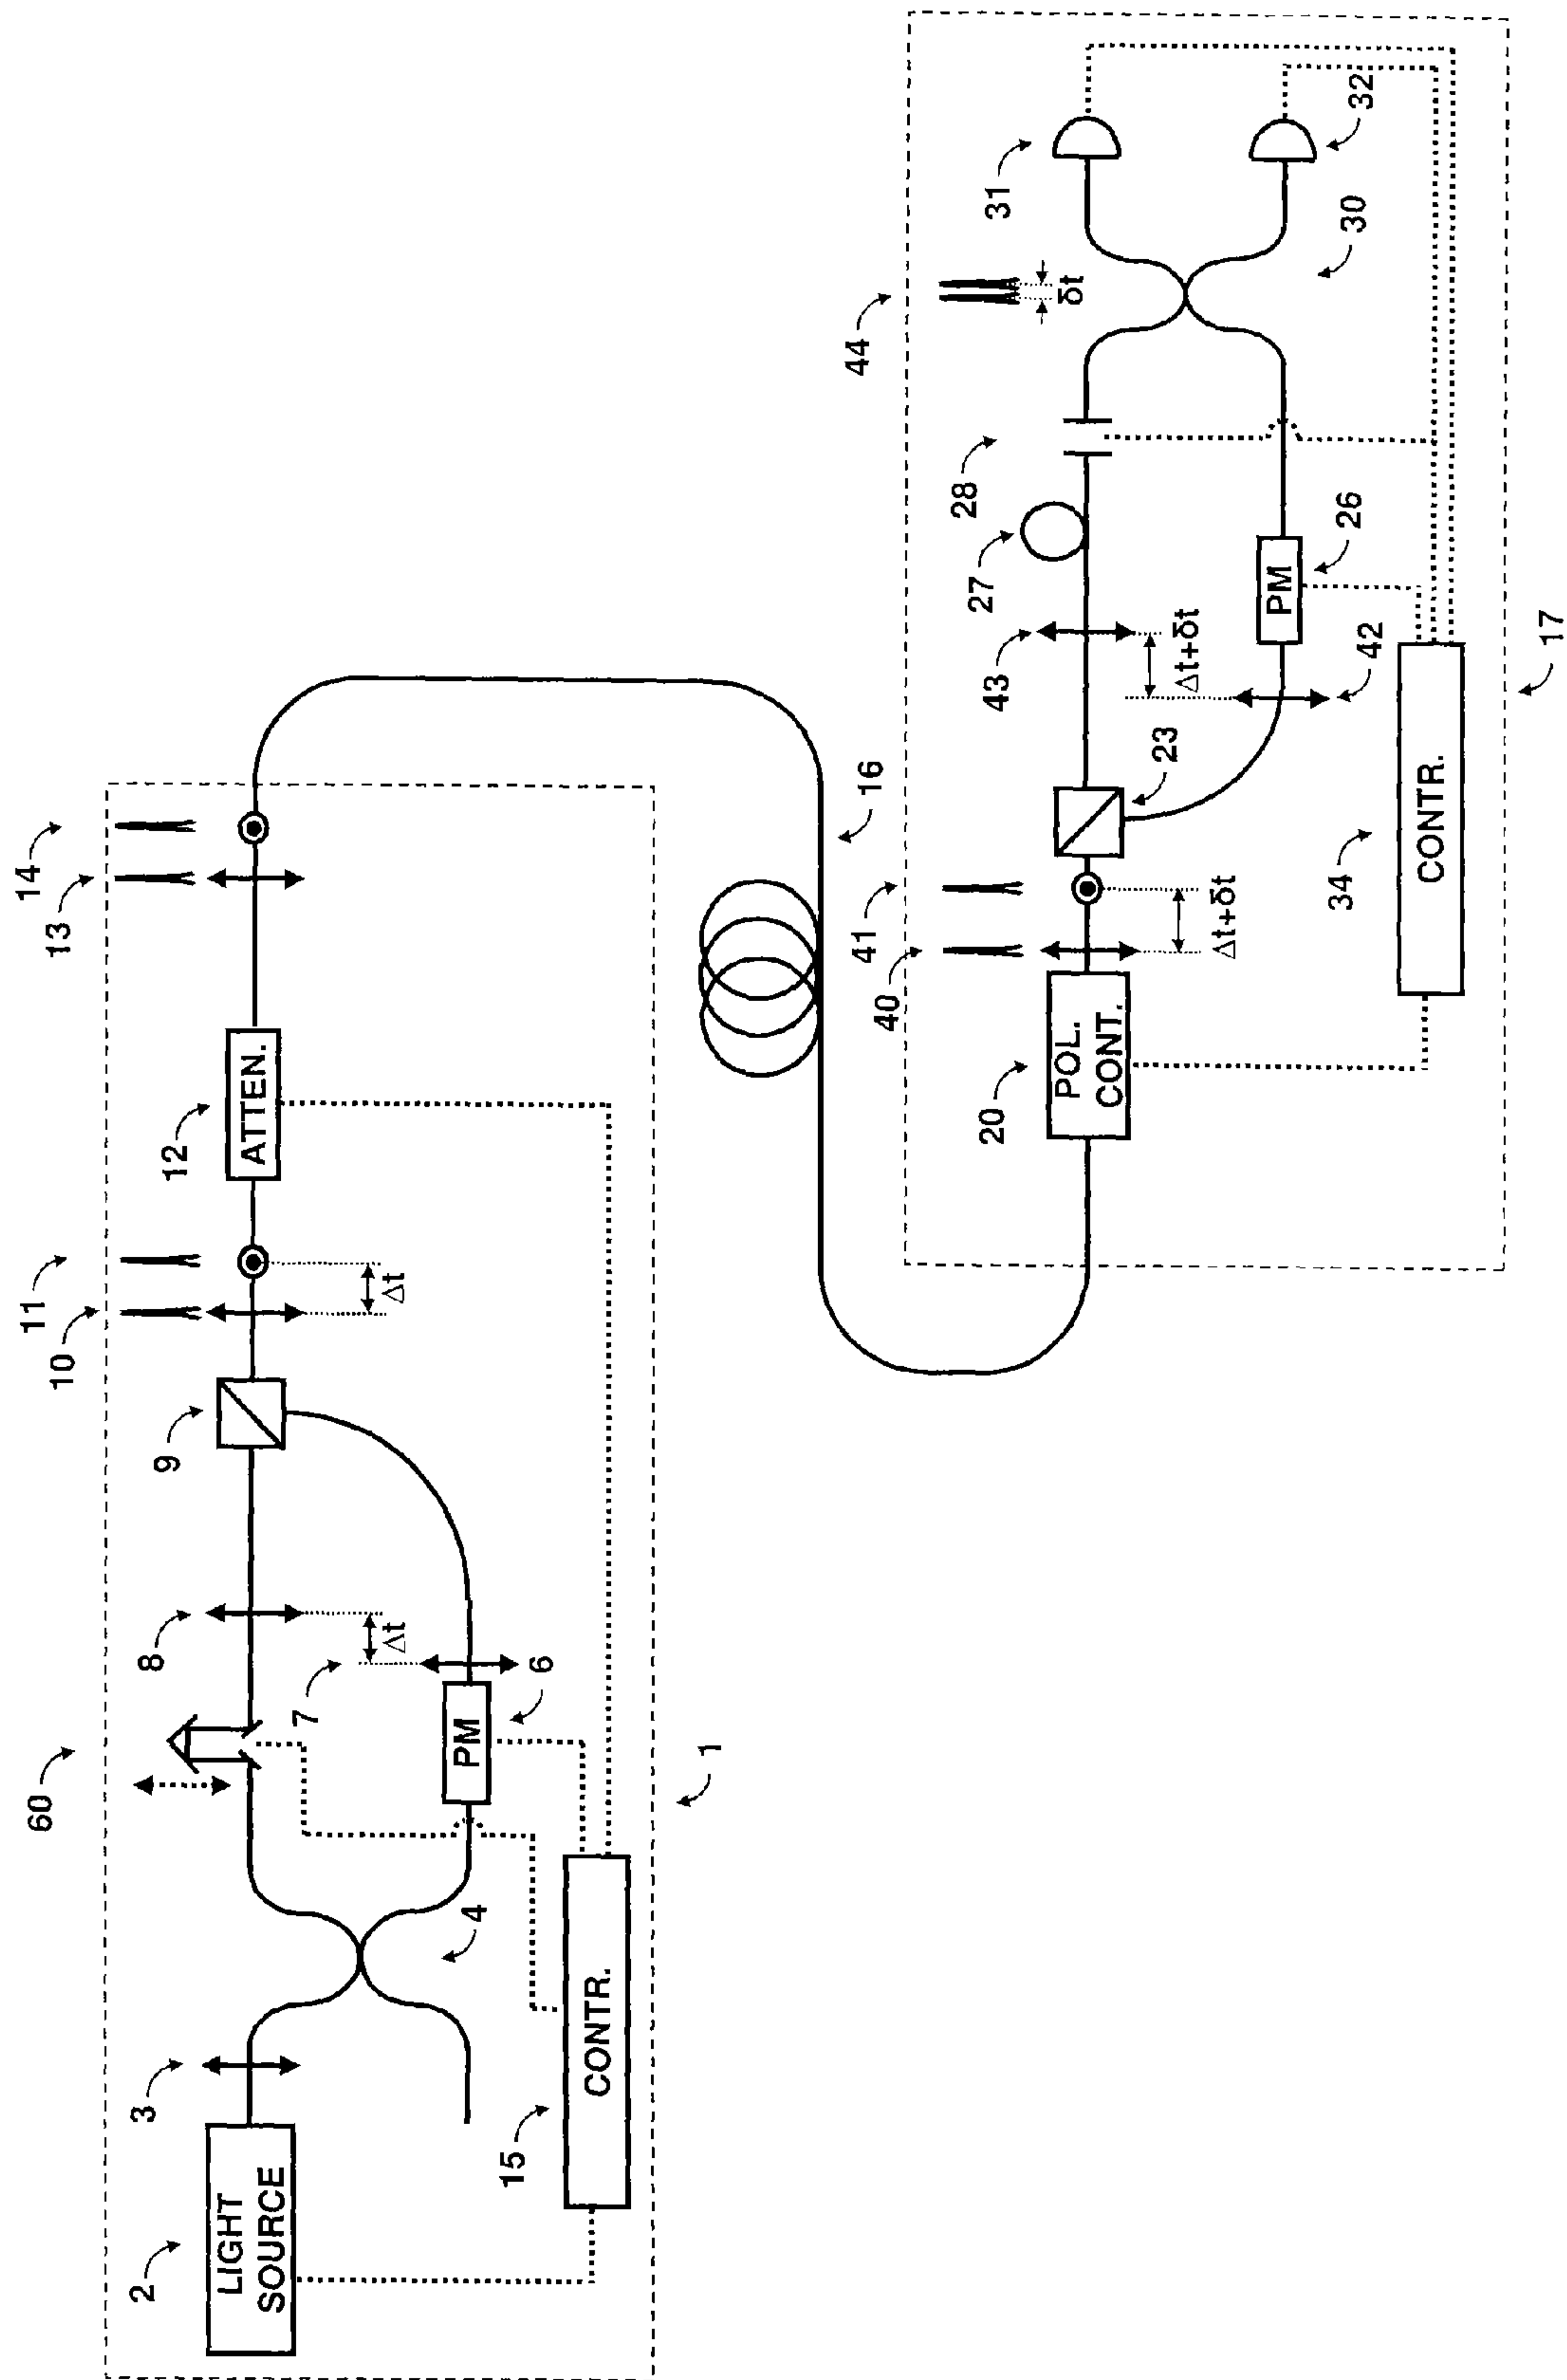 60
11
10
14
13
2
3
8
9
12
LIGHT
SOURCE
ATTEN.
4
7
Δt
PM
6
Δt
15
CONTR.
1
16
44
δt
40
41
20
POL.
CONT.
Δt+δt
23
43
27
28
31
Δt+δt
42
PM
26
30
32
34
CONTR.
17